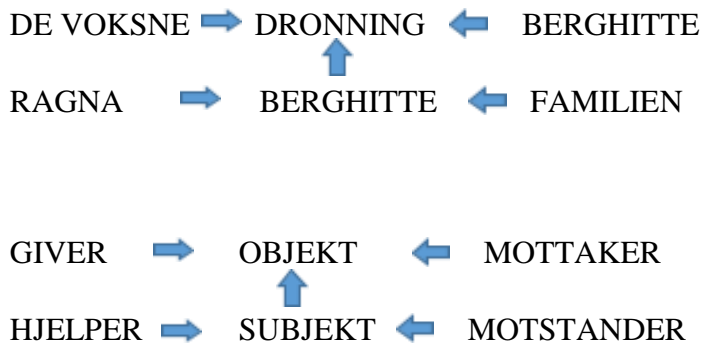 DE VOKSNE DRONNING BERGHITTE
RAGNA BERGHITTE FAMILIEN
GIVER OBJEKT MOTTAKER
HJELPER SUBJEKT MOTSTANDER